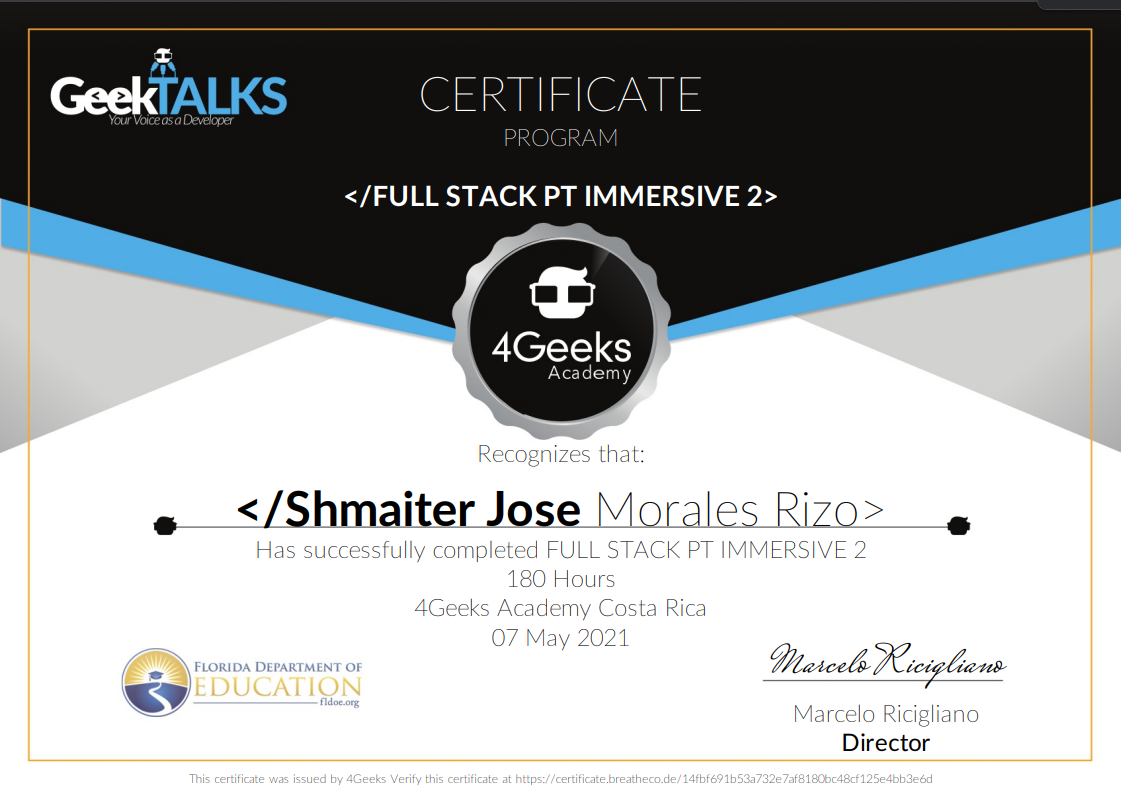 GeekTALKS
Your Voice as a Developer
CERTIFICATE
PROGRAM
</FULL STACK PT IMMERSIVE 2>
4Geeks
Academy
Recognizes that:
</Shmaiter Jose Morales Rizo>
Has successfully completed FULL STACK PT IMMERSIVE 2
180 Hours
4Geeks Academy Costa Rica
07 May 2021
FLORIDA DEPARTMENT OF
EDUCATION
fldoe.org
Marcelo Ricigliano
Marcelo Ricigliano
Director
This certificate was issued by 4Geeks Verify this certificate at https://certificate.breatheco.de/14fbf691b53a732e7af8180bc48cf125e4bb3e6d